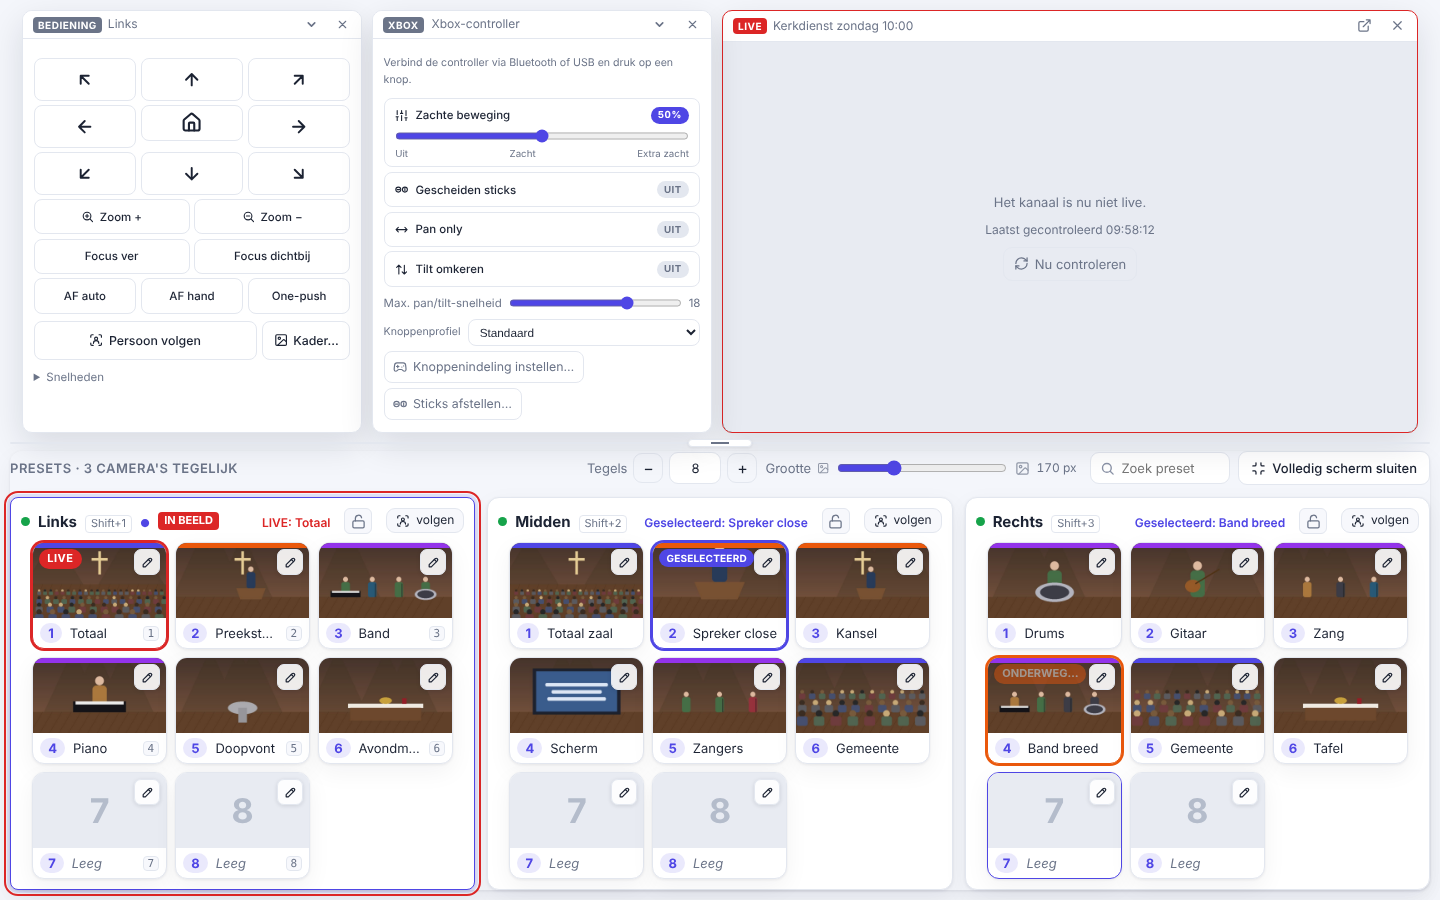 BEDIENING Links
Zoom +
Zoom −
Focus ver
Focus dichtbij
AF auto
AF hand
One-push
Persoon volgen
Kader...
Snelheden
XBOX Xbox-controller
Verbind de controller via Bluetooth of USB en druk op een
knop.
Zachte beweging 50%
Uit Zacht Extra zacht
Gescheiden sticks UIT
Pan only UIT
Tilt omkeren UIT
Max. pan/tilt-snelheid 18
Knoppenprofiel Standaard
Knoppenindeling instellen...
Sticks afstellen...
LIVE Kerkdienst zondag 10:00
Het kanaal is nu niet live.
Laatst gecontroleerd 09:58:12
Nu controleren
PRESETS · 3 CAMERA'S TEGELIJK
Tegels − 8 + Grootte 170 px
Zoek preset
Volledig scherm sluiten
Links Shift+1 IN BEELD LIVE: Totaal volgen
LIVE
1 Totaal 1
2 Preekst... 2
3 Band 3
4 Piano 4
5 Doopvont 5
6 Avondm... 6
7
7 Leeg 7
8
8 Leeg 8
Midden Shift+2 Geselecteerd: Spreker close volgen
1 Totaal zaal
GESELECTEERD
2 Spreker close
3 Kansel
4 Scherm
5 Zangers
6 Gemeente
7
7 Leeg
8
8 Leeg
Rechts Shift+3 Geselecteerd: Band breed volgen
1 Drums
2 Gitaar
3 Zang
ONDERWEG...
4 Band breed
5 Gemeente
6 Tafel
7
7 Leeg
8
8 Leeg